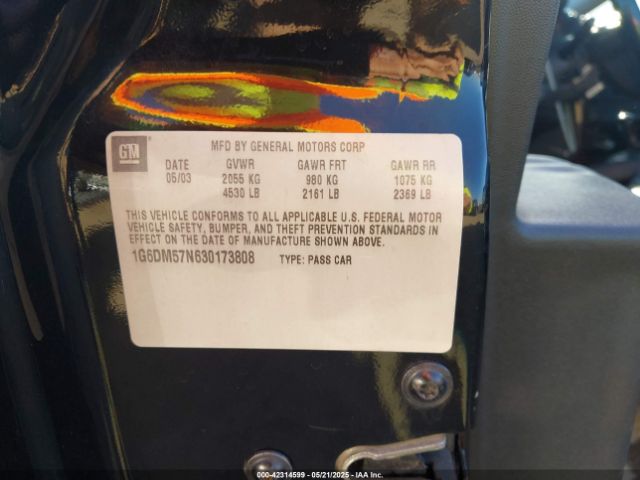 GM
MFD BY GENERAL MOTORS CORP
DATE GVWR GAWR FRT GAWR RR
05/03 2055 KG 980 KG 1075 KG
4530 LB 2161 LB 2369 LB
THIS VEHICLE CONFORMS TO ALL APPLICABLE U.S. FEDERAL MOTOR
VEHICLE SAFETY, BUMPER, AND THEFT PREVENTION STANDARDS IN
EFFECT ON THE DATE OF MANUFACTURE SHOWN ABOVE.
1G6DM57N630173808 TYPE: PASS CAR
00-42314599 — 05/21/2025 — IAA Inc.